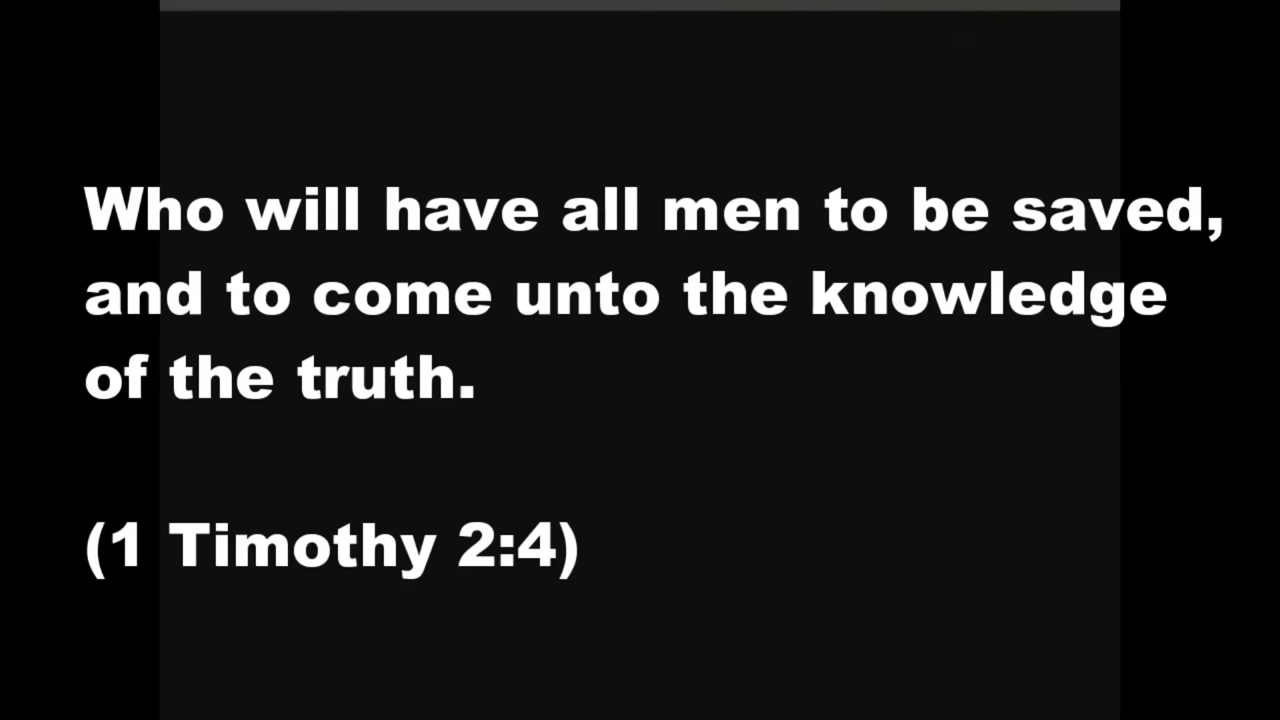 Who will have all men to be saved,
and to come unto the knowledge
of the truth.
(1 Timothy 2:4)